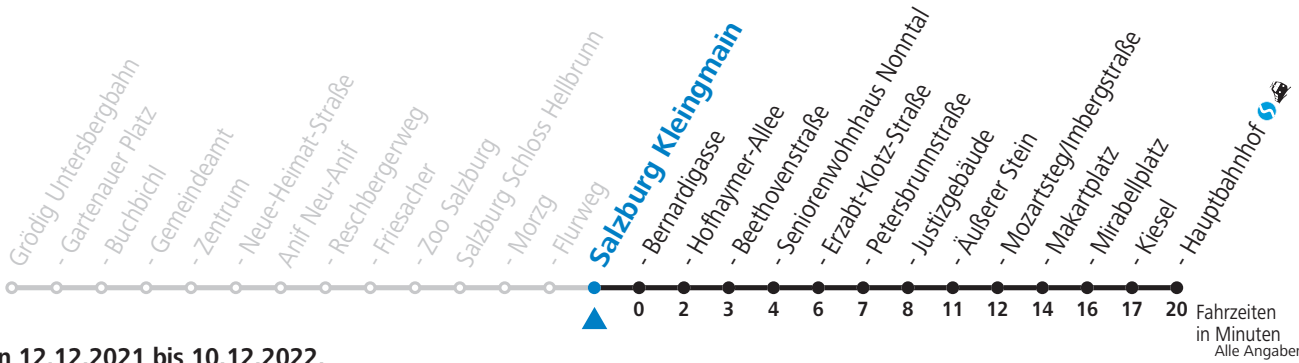 Grödig Untersbergbahn
- Gartenauer Platz
- Buchbichl
- Gemeindeamt
- Zentrum
- Neue-Heimat-Straße
Anif Neu-Anif
- Reschbergerweg
- Friesacher
- Zoo Salzburg
Salzburg Schloss Hellbrunn
- Morzg
- Flurweg
Salzburg Kleingmain
- Bernardigasse
- Hofhaymer-Allee
- Beethovenstraße
- Seniorenwohnhaus Nonntal
- Erzabt-Klotz-Straße
- Petersbrunnstraße
- Justizgebäude
- Äußerer Stein
- Mozartsteg/Imbergstraße
- Makartplatz
- Mirabellplatz
- Kiesel
- Hauptbahnhof
0 2 3 4 6 7 8 11 12 14 16 17 20
Fahrzeiten
in Minuten
Alle Angaben
n 12.12.2021 bis 10.12.2022.